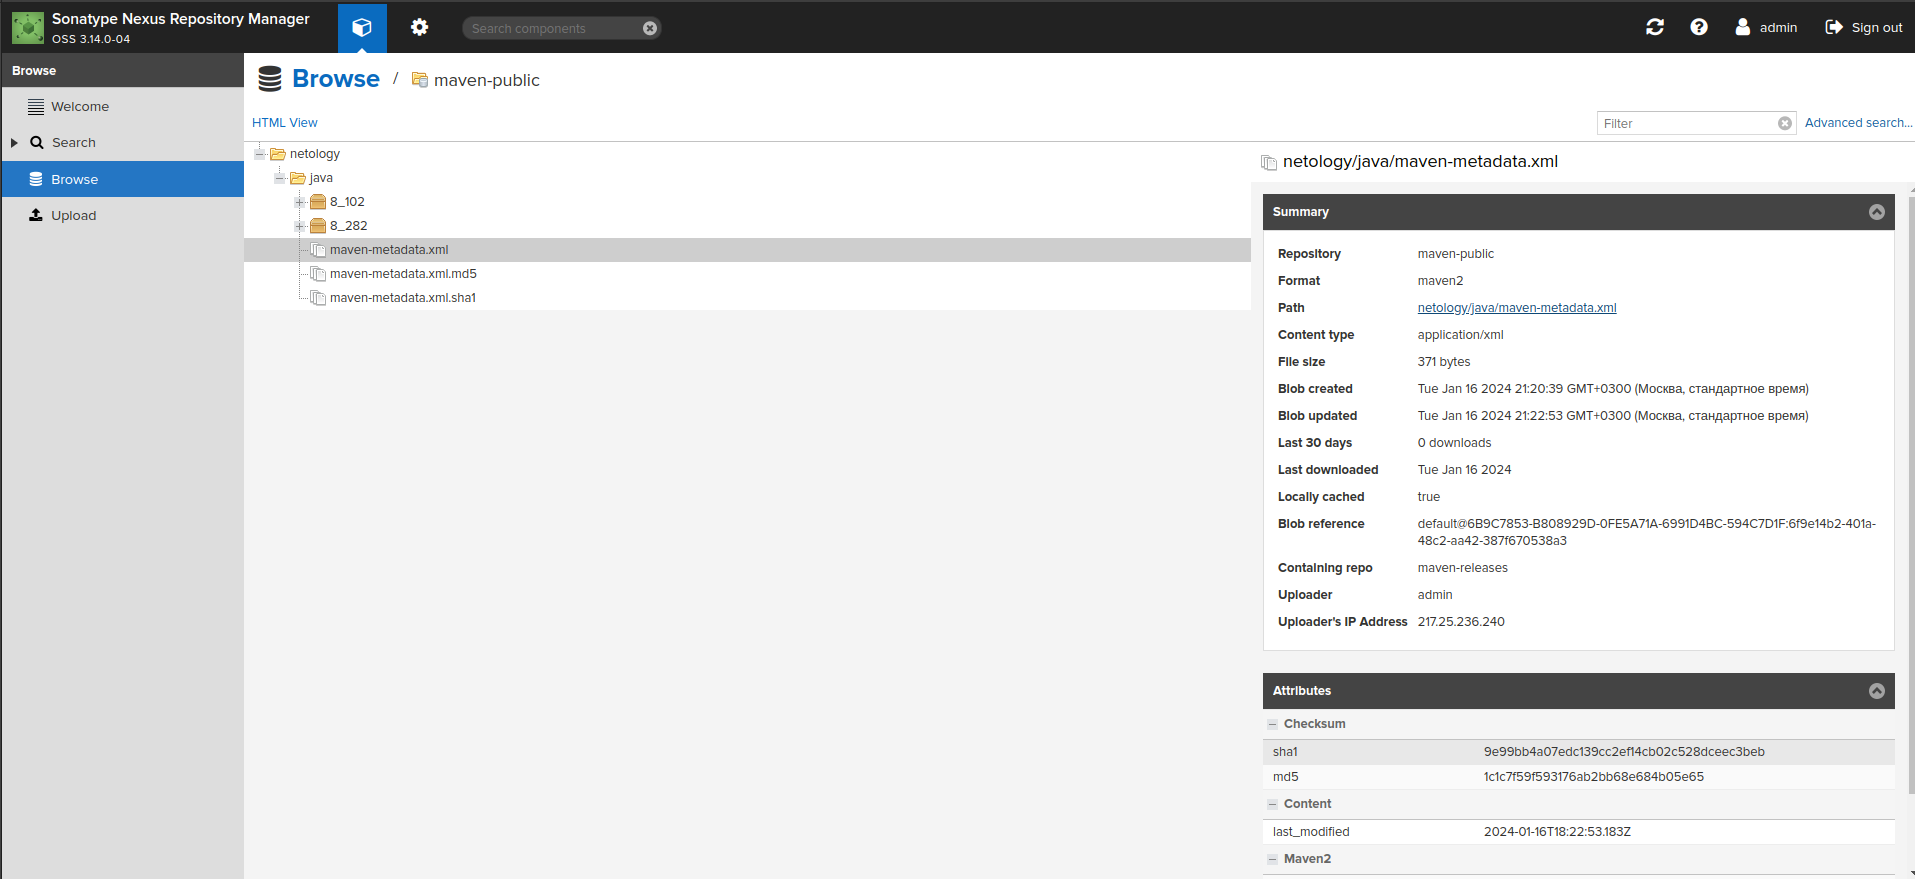 Sonatype Nexus Repository Manager
OSS 3.14.0-04
Search components
admin
Sign out
Browse
Welcome
Search
Browse
Upload
Browse / maven-public
HTML View
Filter
Advanced search...
netology
java
8_102
8_282
maven-metadata.xml
maven-metadata.xml.md5
maven-metadata.xml.sha1
netology/java/maven-metadata.xml
Summary
Repository maven-public
Format maven2
Path netology/java/maven-metadata.xml
Content type application/xml
File size 371 bytes
Blob created Tue Jan 16 2024 21:20:39 GMT+0300 (Москва, стандартное время)
Blob updated Tue Jan 16 2024 21:22:53 GMT+0300 (Москва, стандартное время)
Last 30 days 0 downloads
Last downloaded Tue Jan 16 2024
Locally cached true
Blob reference default@6B9C7853-B808929D-0FE5A71A-6991D4BC-594C7D1F:6f9e14b2-401a-
48c2-aa42-387f670538a3
Containing repo maven-releases
Uploader admin
Uploader's IP Address 217.25.236.240
Attributes
Checksum
sha1 9e99bb4a07edc139cc2ef14cb02c528dceec3beb
md5 1c1c7f59f593176ab2bb68e684b05e65
Content
last_modified 2024-01-16T18:22:53.183Z
Maven2